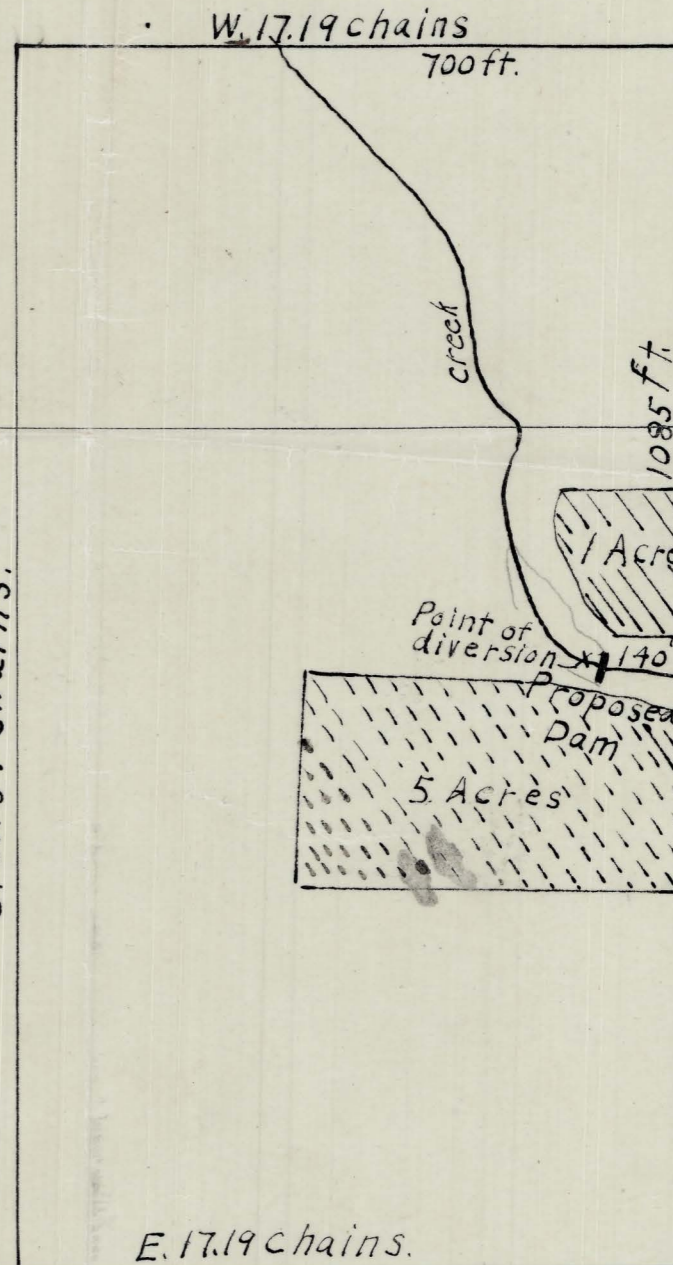 W. 17.19 chains
700 ft.
creek
1085 ft.
1 Acre
Point of
diversion x 140'
Proposed
Dam
5 Acres
E. 17.19 chains.